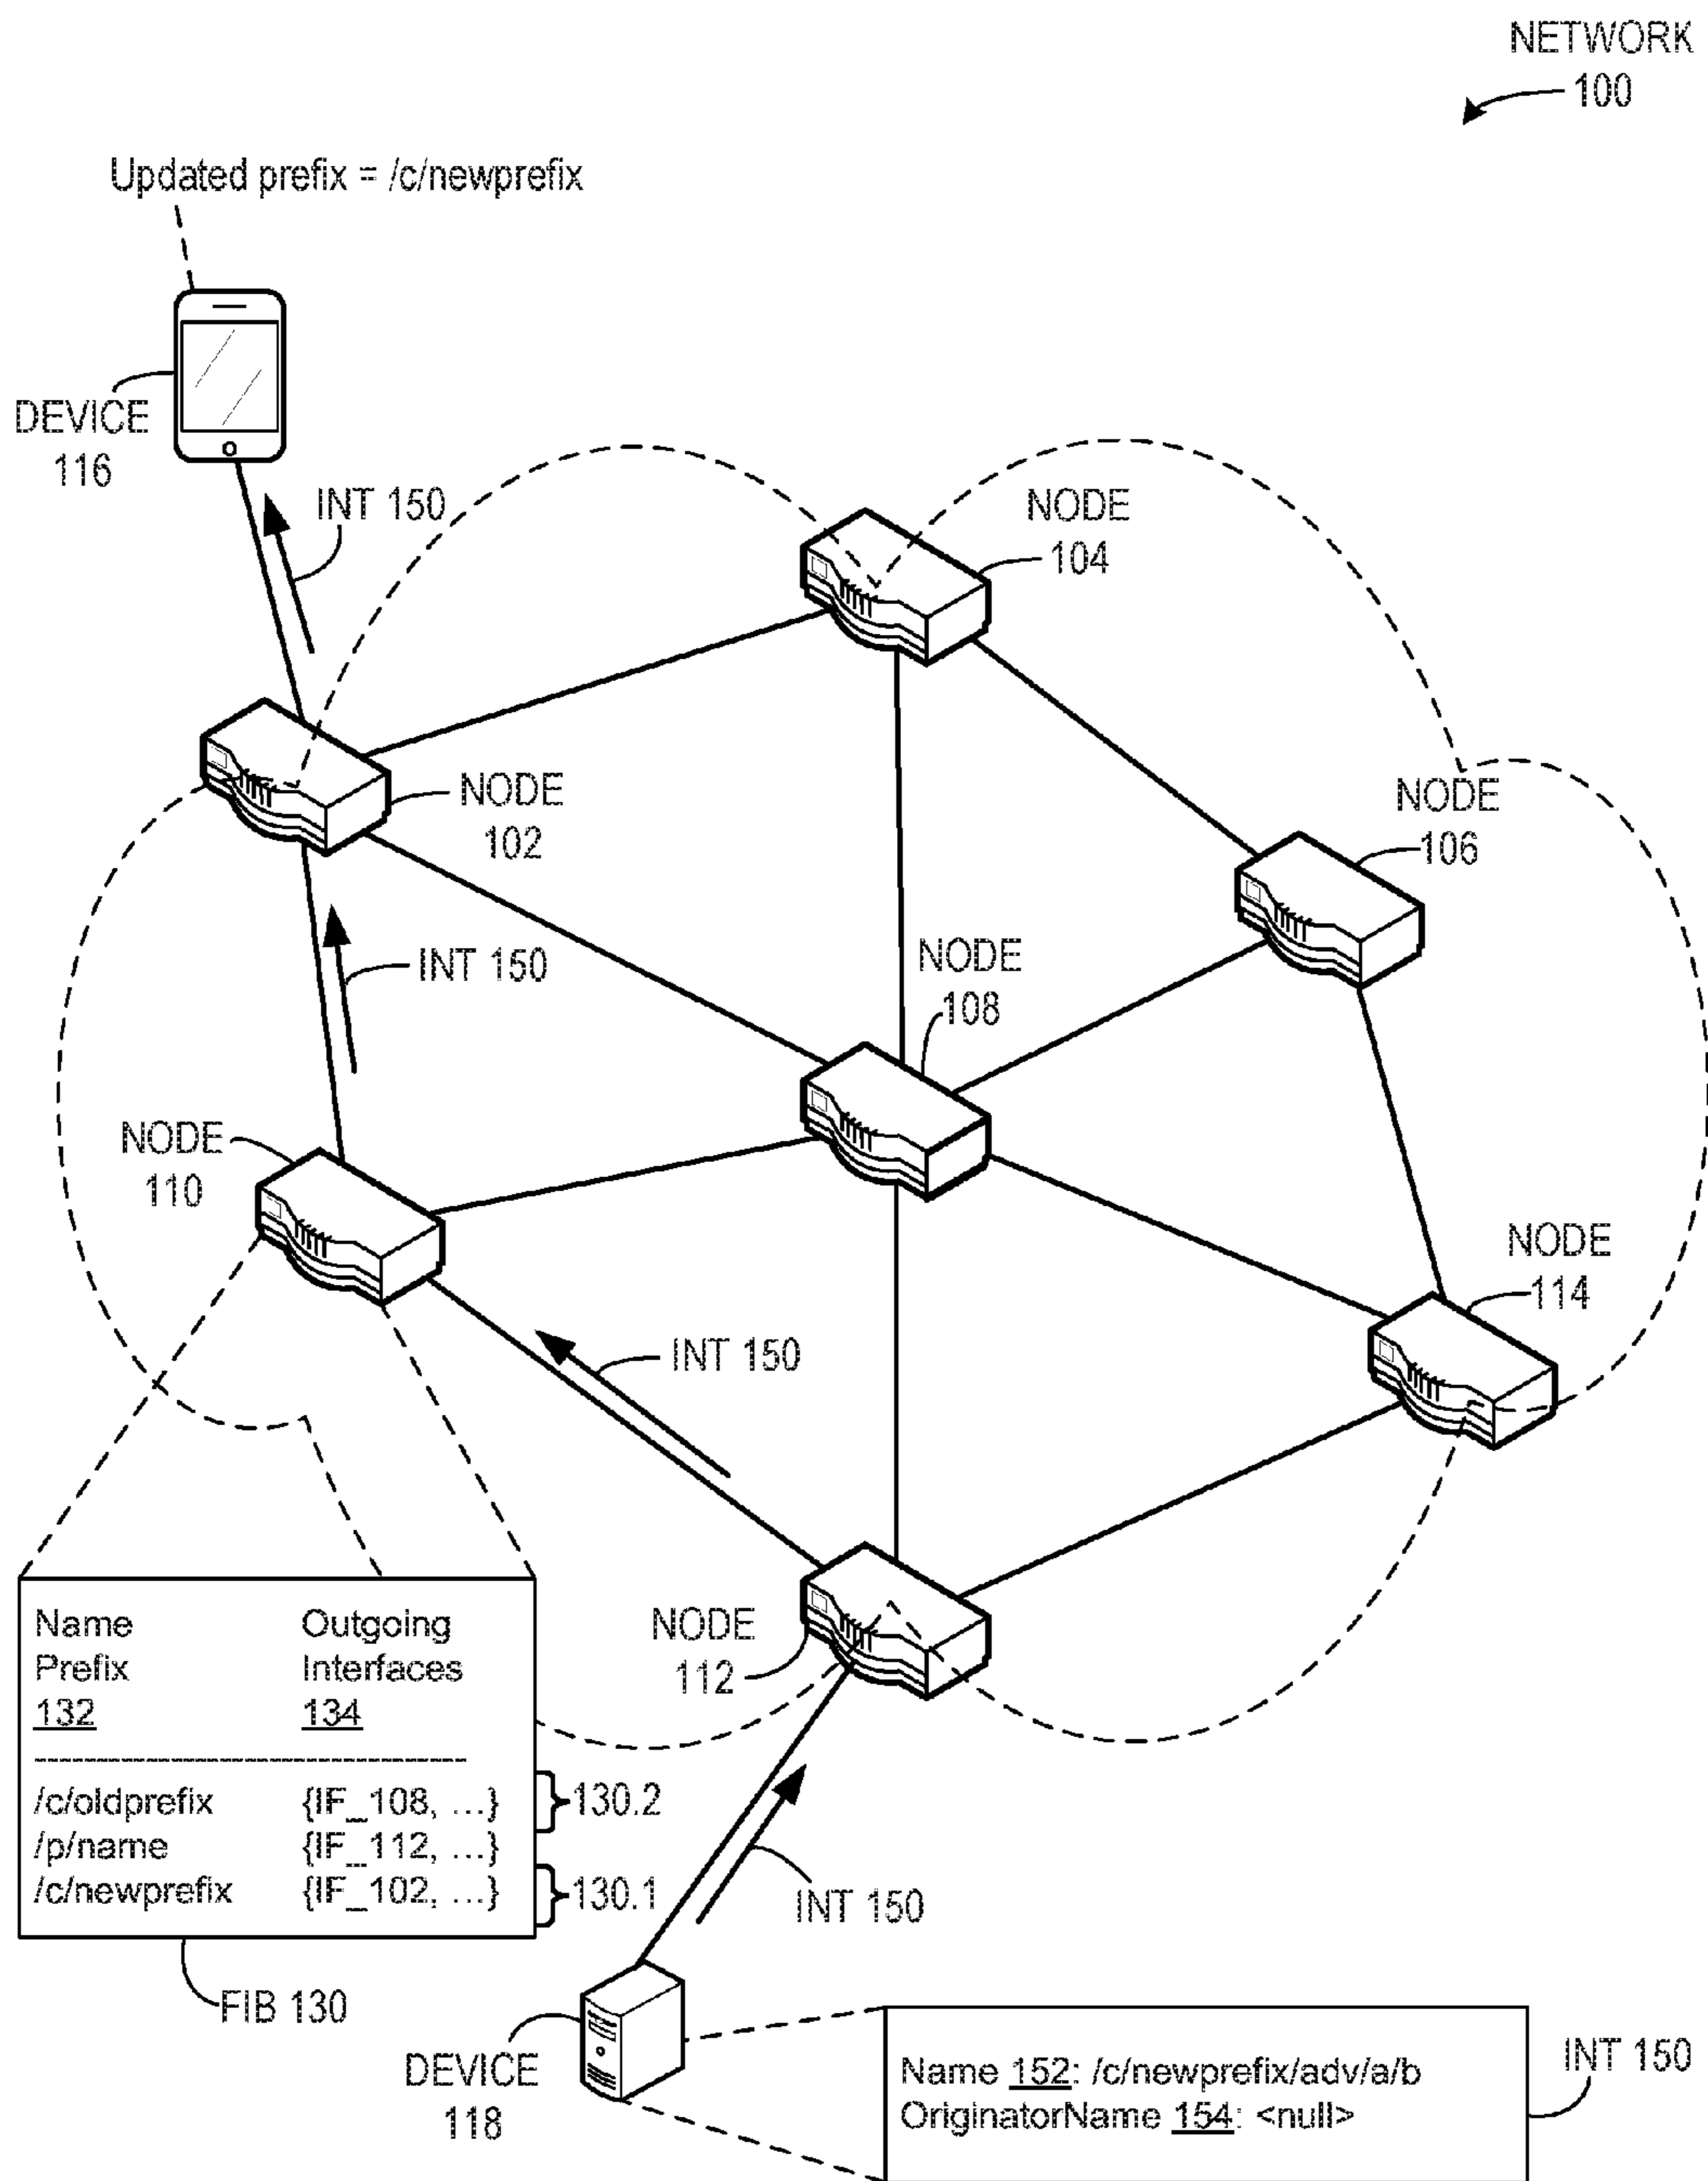 NETWORK
100
Updated prefix = /c/newprefix
DEVICE
116
INT 150
NODE
104
NODE
102
NODE
106
INT 150
NODE
108
NODE
110
NODE
114
INT 150
Name Prefix 132
Outgoing Interfaces 134
----------------------------------
/c/oldprefix {IF_108, ...} 130.2
/p/name {IF_112, ...}
/c/newprefix {IF_102, ...} 130.1
FIB 130
NODE
112
INT 150
DEVICE
118
Name 152: /c/newprefix/adv/a/b
OriginatorName 154: <null>
INT 150